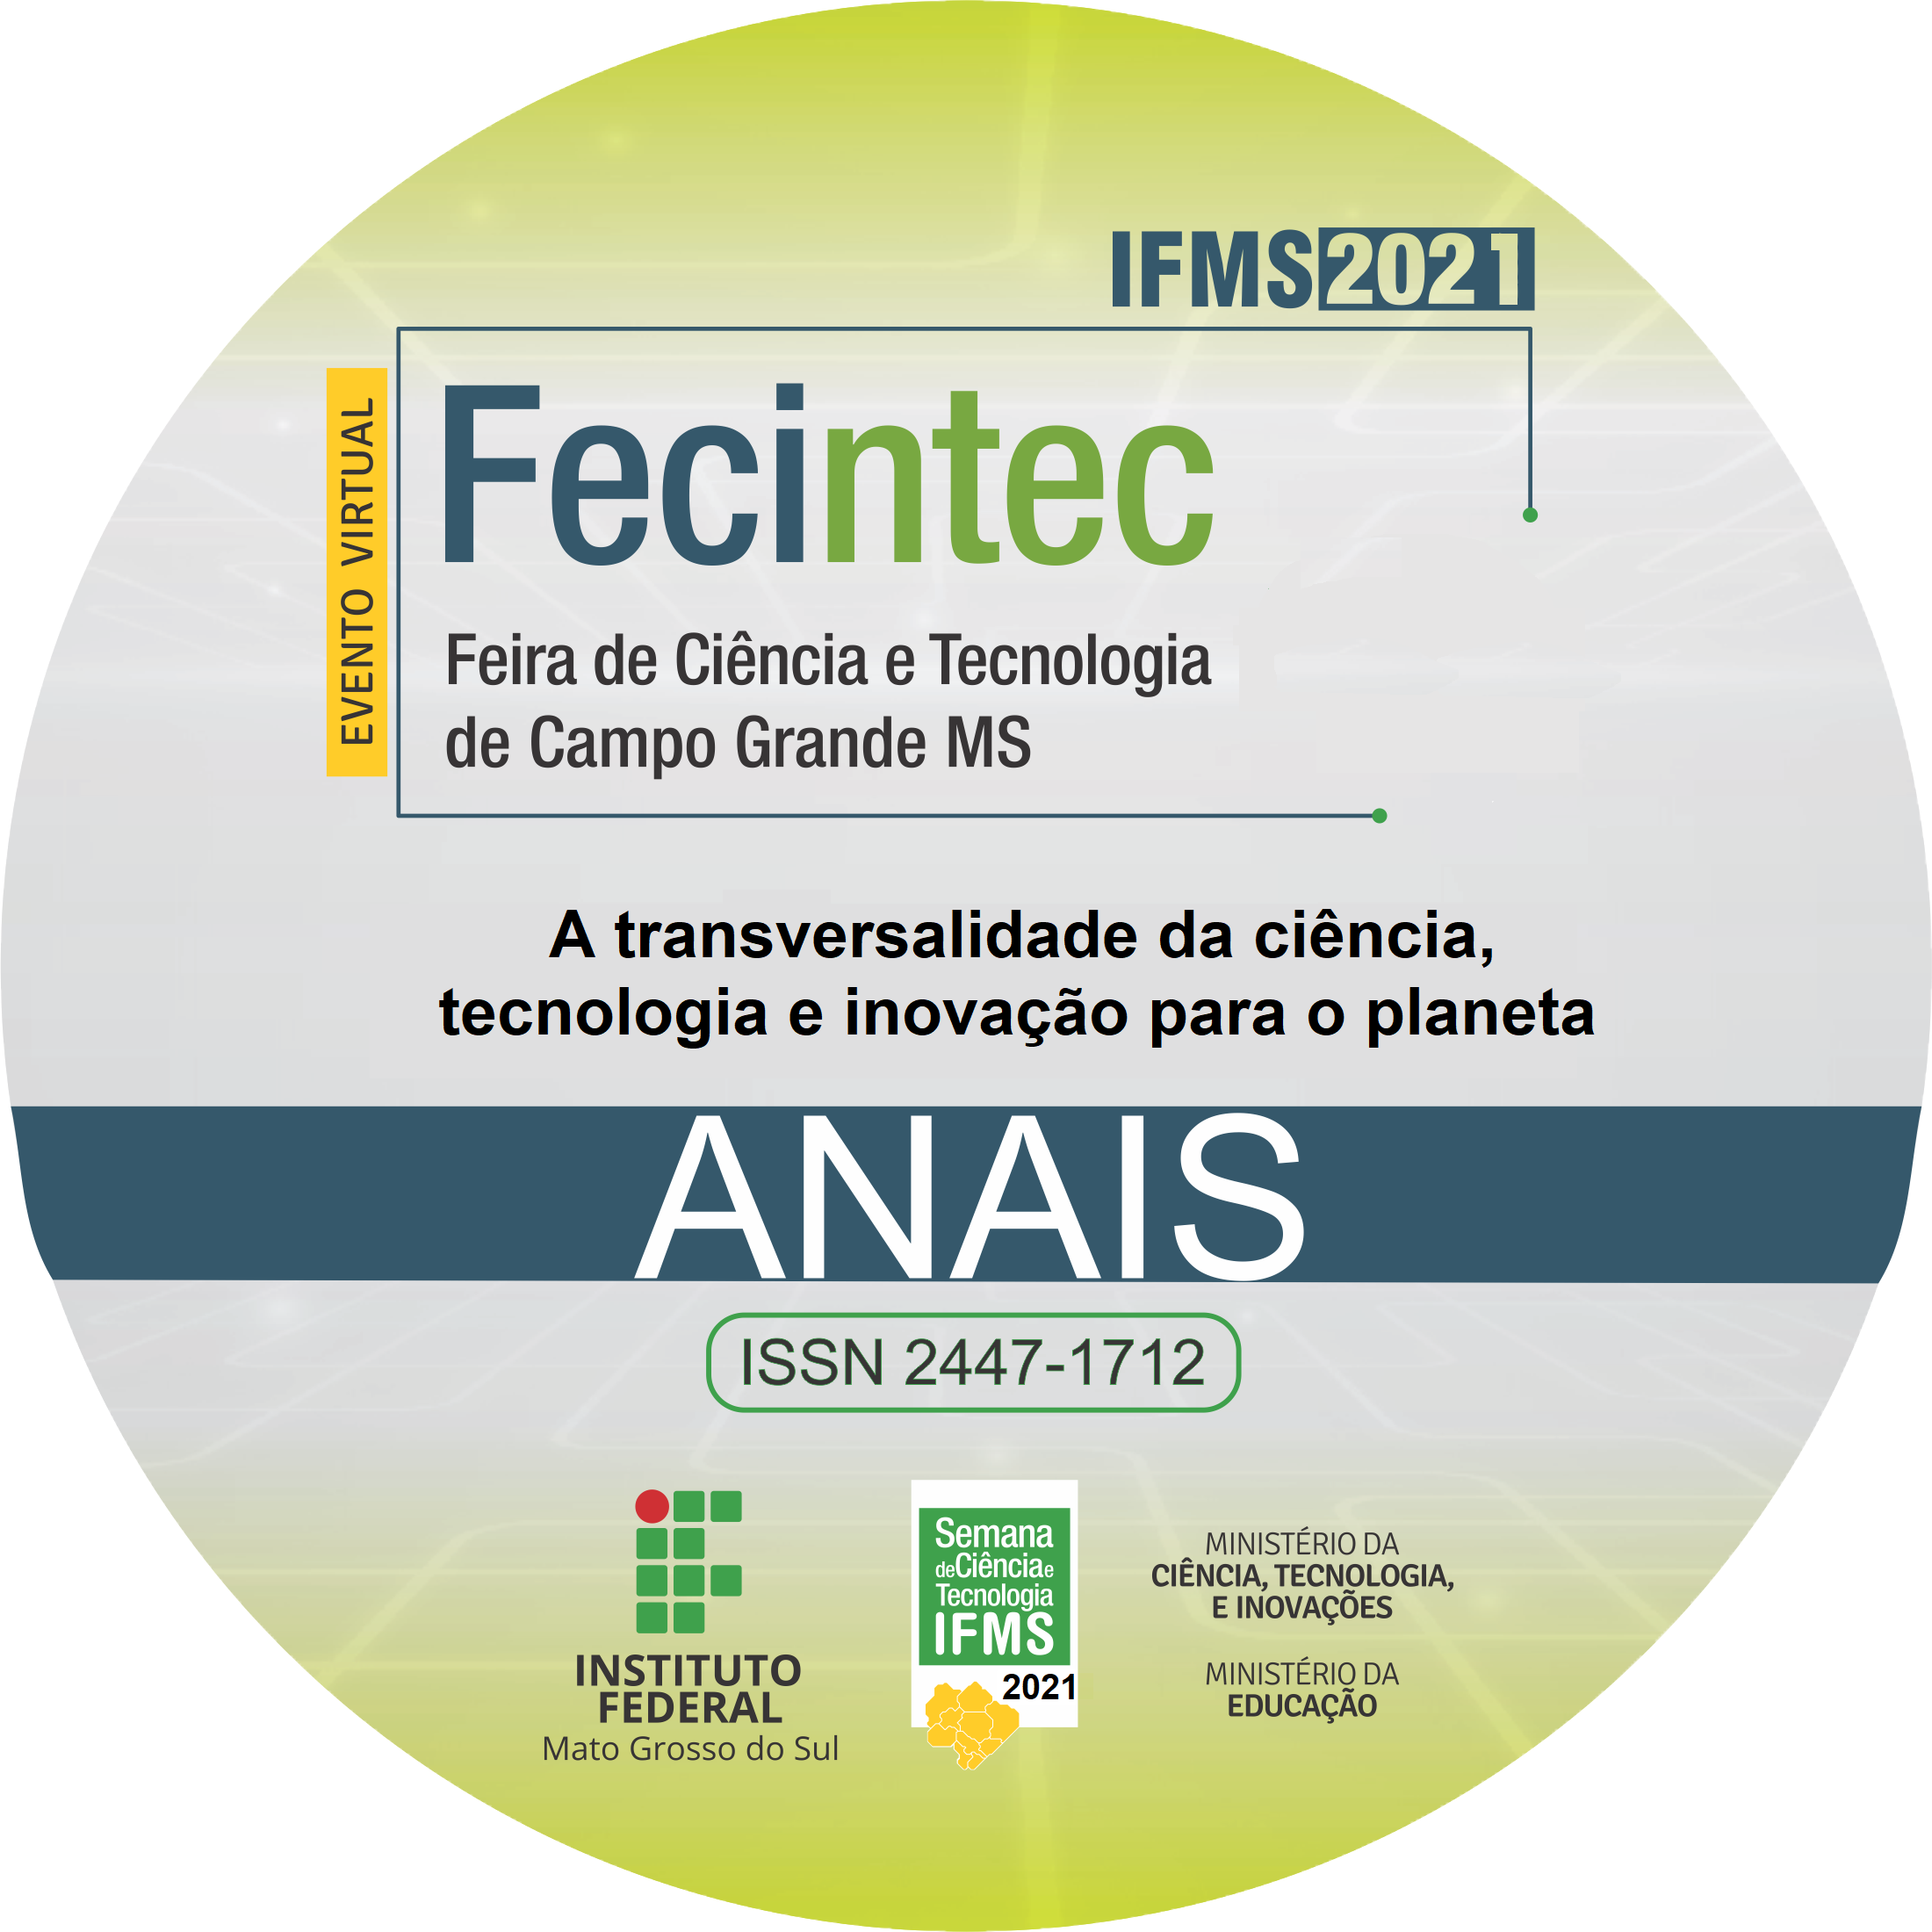 IFMS2021
EVENTO VIRTUAL
Fecintec
Feira de Ciência e Tecnologia
de Campo Grande MS
A transversalidade da ciência,
tecnologia e inovação para o planeta
ANAIS
ISSN 2447-1712
INSTITUTO
FEDERAL
Mato Grosso do Sul
Semana
de Ciência e
Tecnologia
IFMS
2021
MINISTÉRIO DA
CIÊNCIA, TECNOLOGIA,
E INOVAÇÕES
MINISTÉRIO DA
EDUCAÇÃO